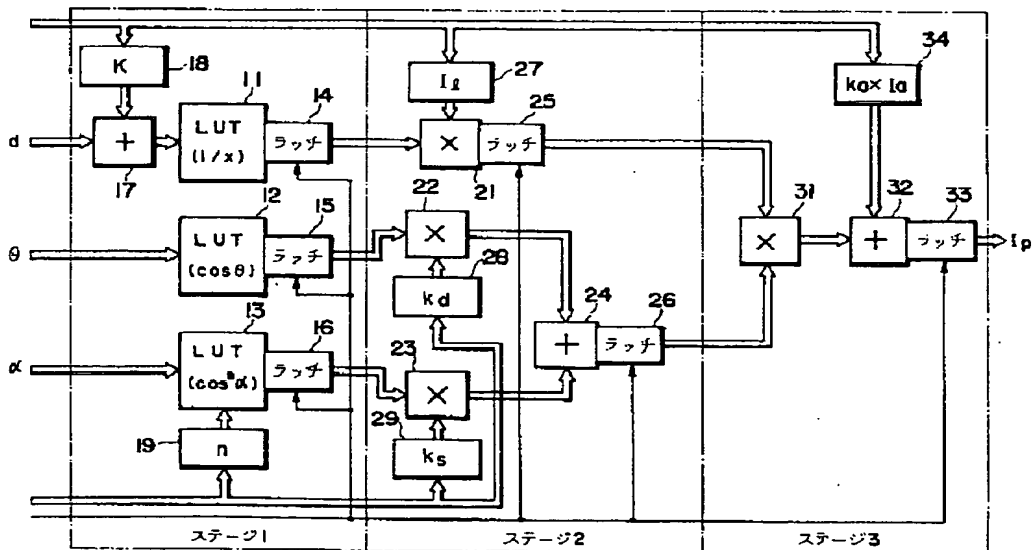 K
18
11
14
d
+
17
LUT
(1/x)
ラッチ
Iℓ
27
25
×
ラッチ
21
34
ka×Ia
12
15
θ
LUT
(cosθ)
ラッチ
22
×
28
kd
31
×
32
33
+
ラッチ
Ip
13
16
α
LUT
(cosⁿα)
ラッチ
23
×
24
26
+
ラッチ
19
n
29
ks
ステージ1
ステージ2
ステージ3